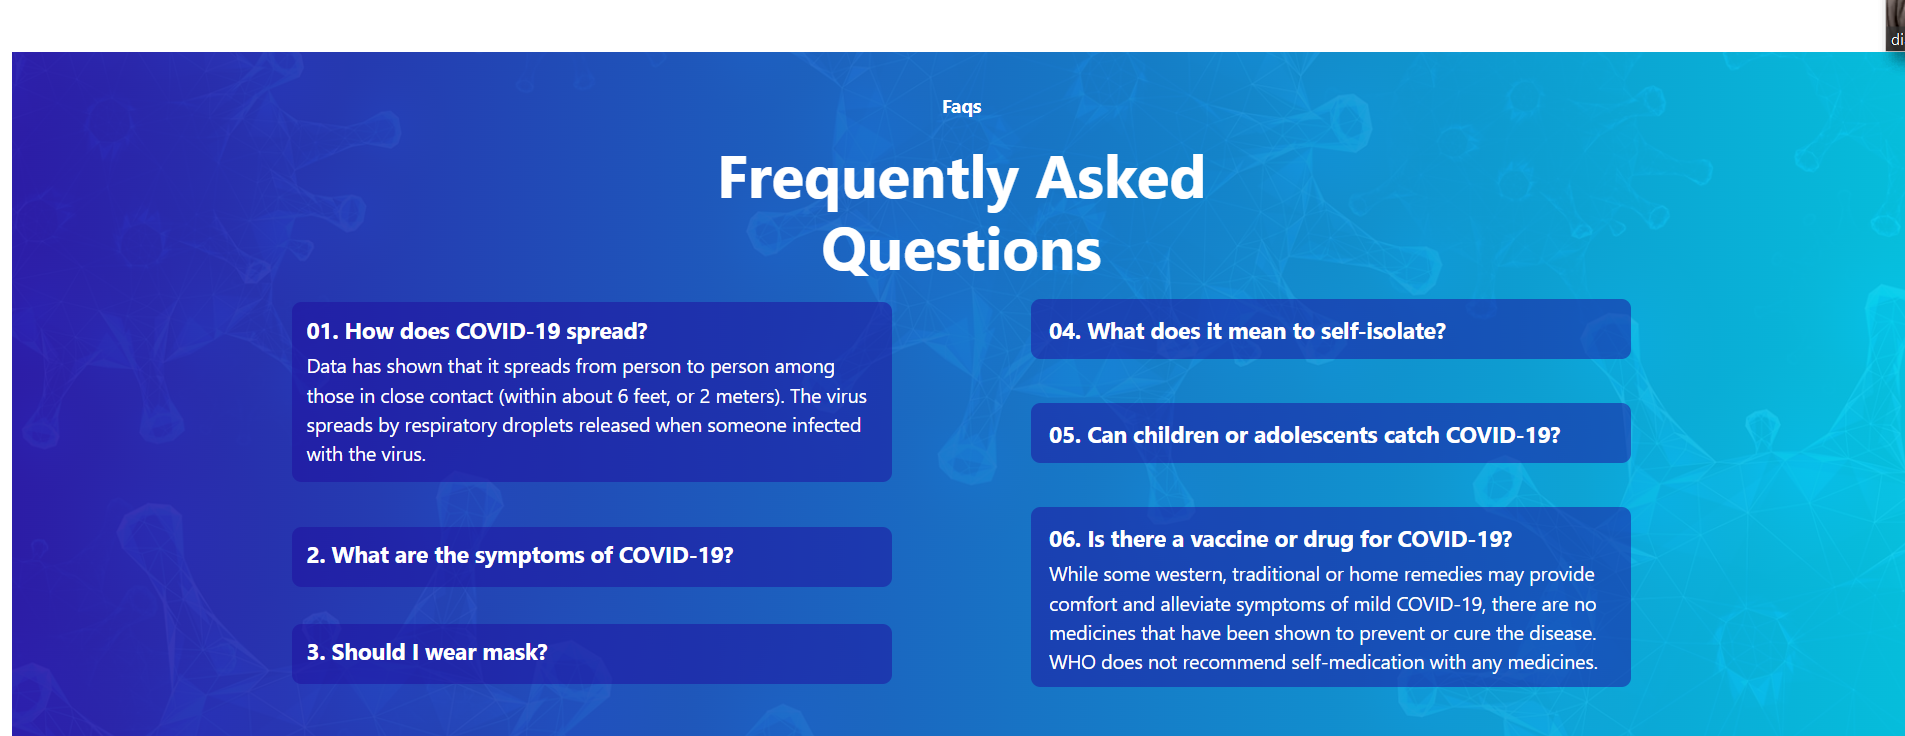 di
Faqs
Frequently Asked
Questions
01. How does COVID-19 spread?
Data has shown that it spreads from person to person among
those in close contact (within about 6 feet, or 2 meters). The virus
spreads by respiratory droplets released when someone infected
with the virus.
2. What are the symptoms of COVID-19?
3. Should I wear mask?
04. What does it mean to self-isolate?
05. Can children or adolescents catch COVID-19?
06. Is there a vaccine or drug for COVID-19?
While some western, traditional or home remedies may provide
comfort and alleviate symptoms of mild COVID-19, there are no
medicines that have been shown to prevent or cure the disease.
WHO does not recommend self-medication with any medicines.